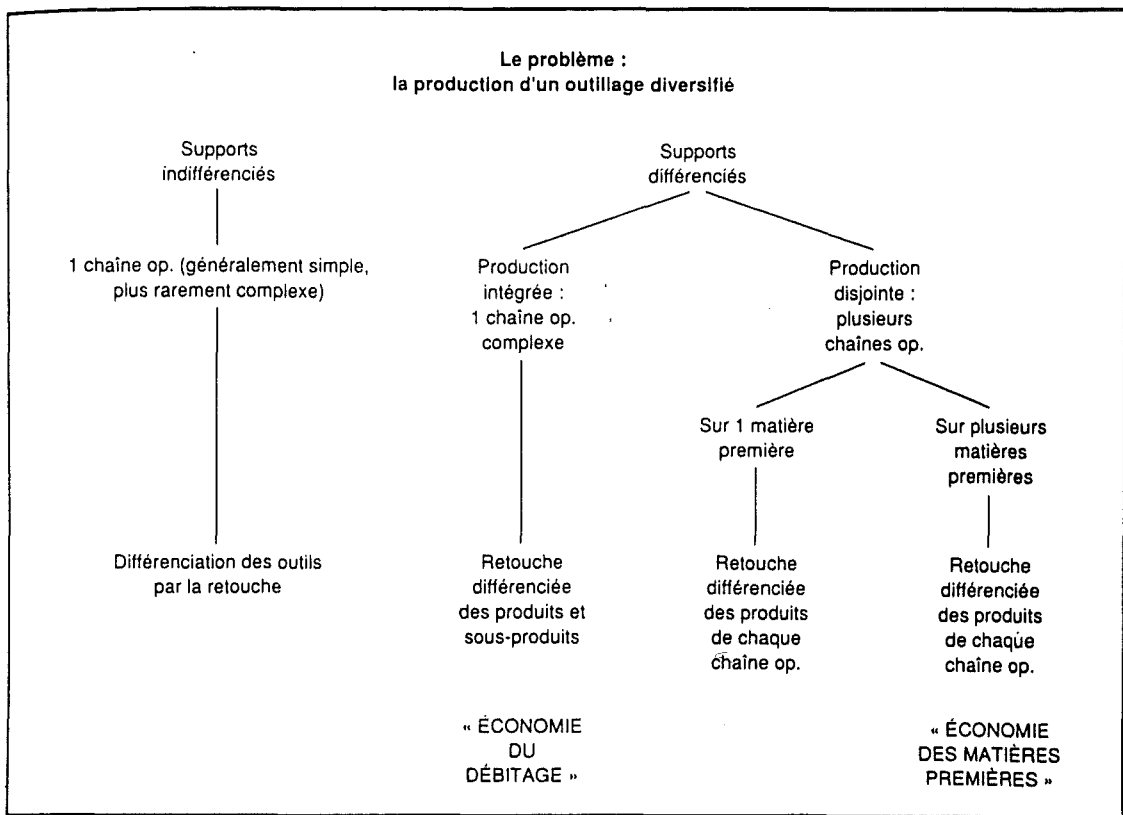 Le problème :
la production d'un outillage diversifié
Supports
indifférenciés
Supports
différenciés
1 chaîne op. (généralement simple,
plus rarement complexe)
Production
intégrée :
1 chaîne op.
complexe
Production
disjointe :
plusieurs
chaînes op.
Sur 1 matière
première
Sur plusieurs
matières
premières
Différenciation des outils
par la retouche
Retouche
différenciée
des produits et
sous-produits
Retouche
différenciée
des produits
de chaque
chaîne op.
Retouche
différenciée
des produits
de chaque
chaîne op.
« ÉCONOMIE
DU
DÉBITAGE »
« ÉCONOMIE
DES MATIÈRES
PREMIÈRES »